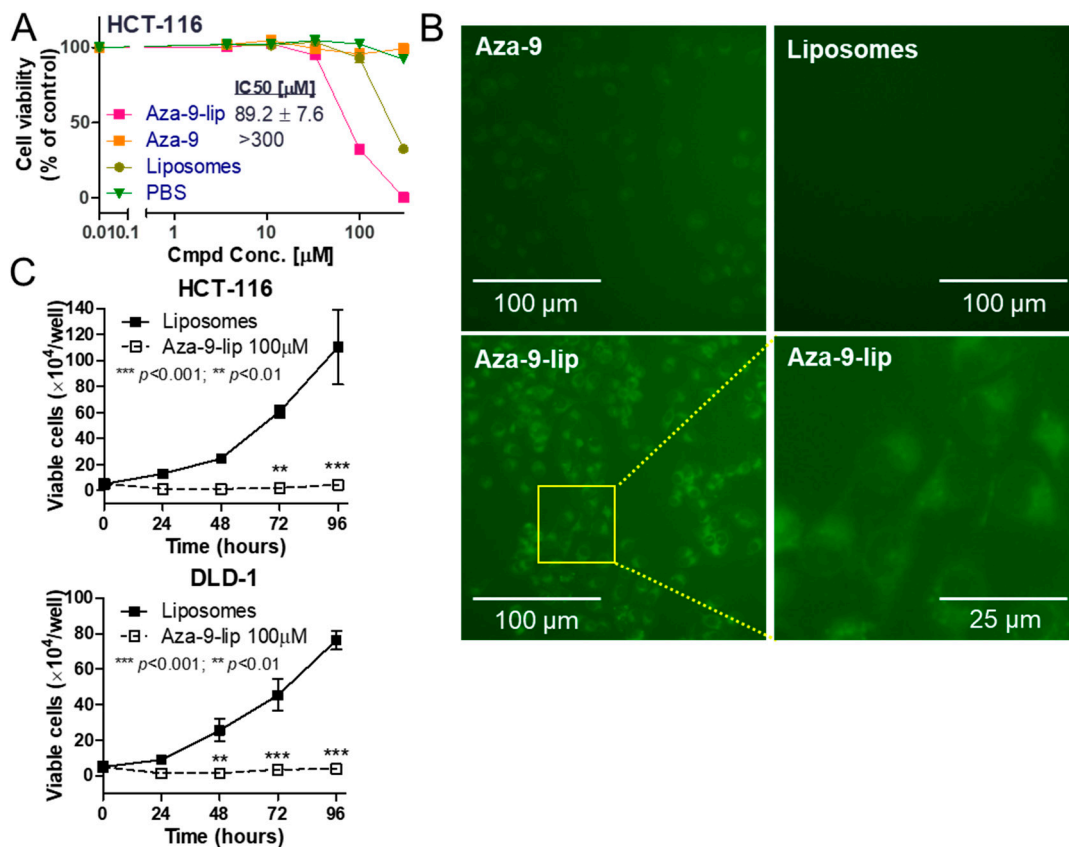 A
HCT-116
Cell viability
(% of control)
100
50
0
IC50 [µM]
Aza-9-lip 89.2 ± 7.6
Aza-9 >300
Liposomes
PBS
0.01 0.1 1 10 100
Cmpd Conc. [µM]
B
Aza-9
100 µm
Liposomes
100 µm
Aza-9-lip
100 µm
Aza-9-lip
25 µm
C
HCT-116
Viable cells (×10⁴/well)
140
120
100
80
60
40
20
0
Liposomes
Aza-9-lip 100µM
*** p<0.001; ** p<0.01
** ***
0 24 48 72 96
Time (hours)
DLD-1
Viable cells (×10⁴/well)
100
80
60
40
20
0
Liposomes
Aza-9-lip 100µM
*** p<0.001; ** p<0.01
** *** ***
0 24 48 72 96
Time (hours)